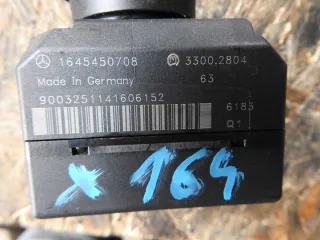 1645450708 3300.2804
Made in Germany 63
9003251141606152
6183
Q1
x 164